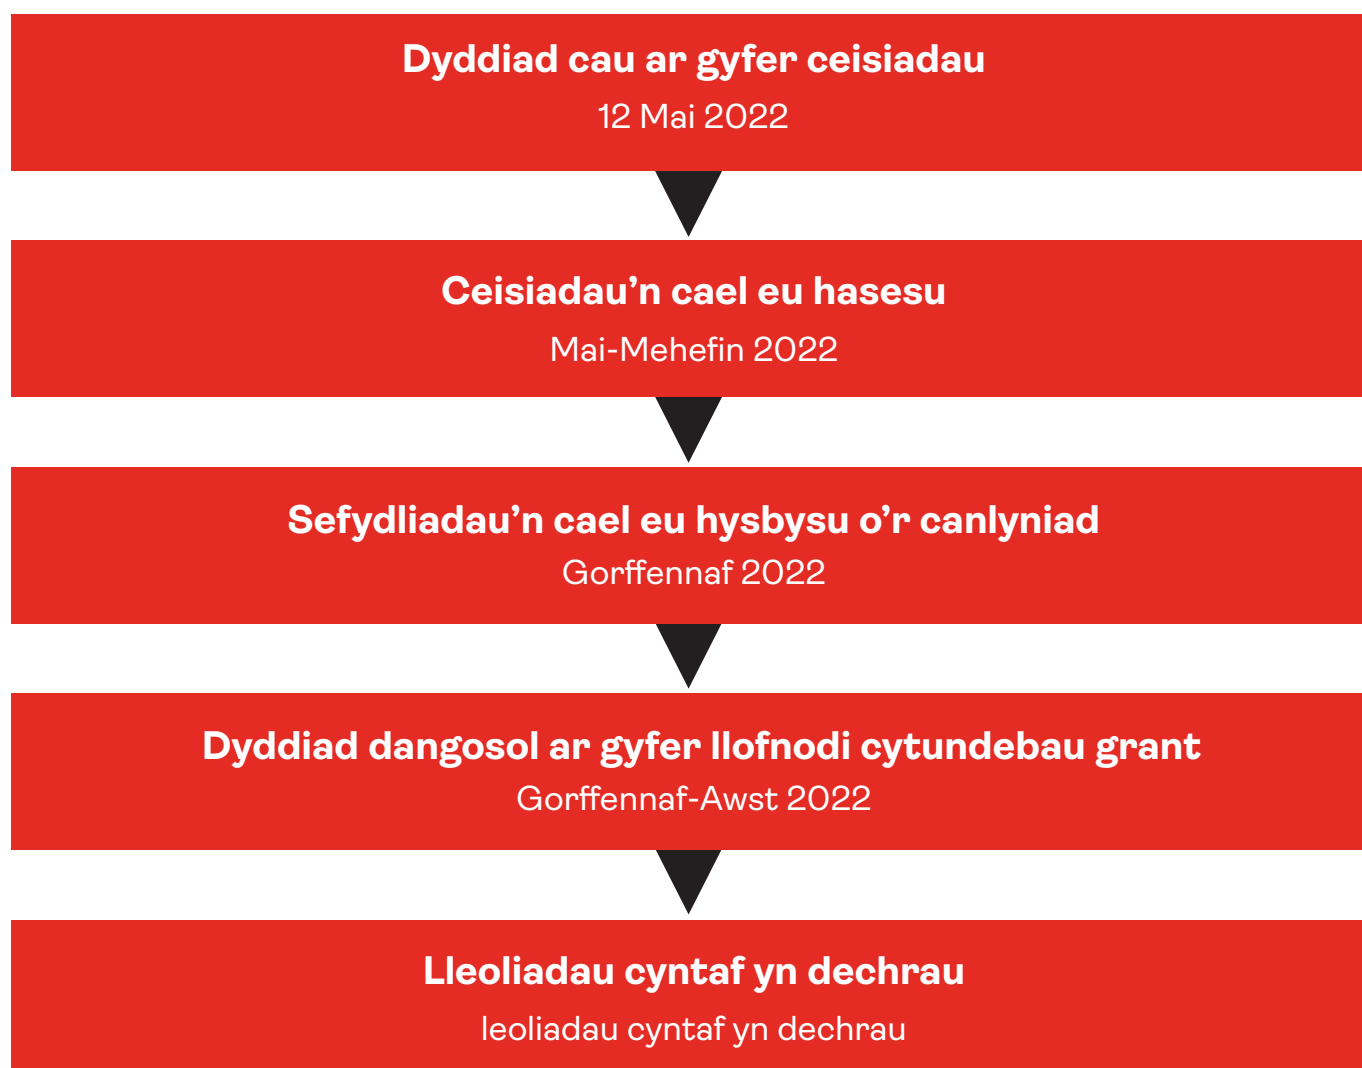 Dyddiad cau ar gyfer ceisiadau
12 Mai 2022
Ceisiadau’n cael eu hasesu
Mai-Mehefin 2022
Sefydliadau’n cael eu hysbysu o’r canlyniad
Gorffennaf 2022
Dyddiad dangosol ar gyfer llofnodi cytundebau grant
Gorffennaf-Awst 2022
Lleoliadau cyntaf yn dechrau
leoliadau cyntaf yn dechrau